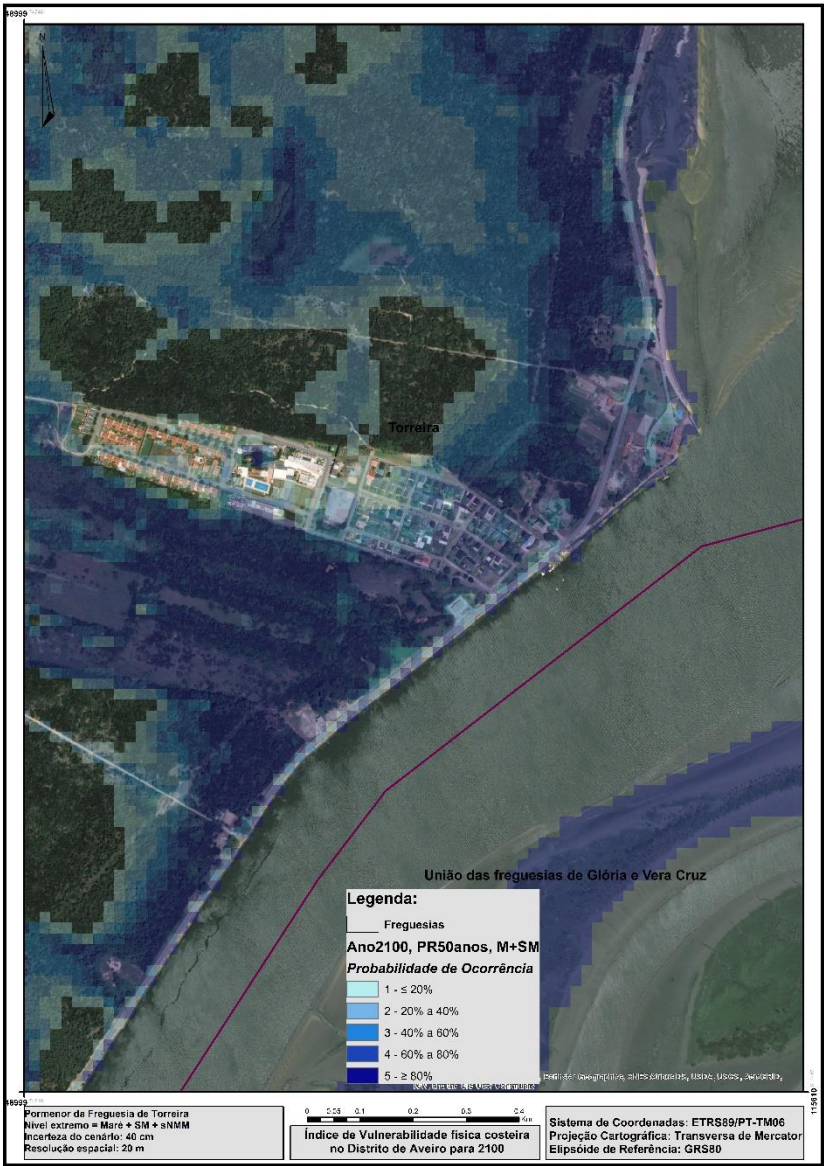 48999
N
Torreira
União das freguesias de Glória e Vera Cruz
Legenda:
Freguesias
Ano2100, PR50anos, M+SM
Probabilidade de Ocorrência
1 - ≤ 20%
2 - 20% a 40%
3 - 40% a 60%
4 - 60% a 80%
5 - ≥ 80%
48999
115610
Pormenor da Freguesia de Torreira
Nível extremo = Maré + SM + sNMM
Incerteza do cenário: 40 cm
Resolução espacial: 20 m
0 0.05 0.1 0.2 0.3 0.4
Km
Índice de Vulnerabilidade física costeira
no Distrito de Aveiro para 2100
Sistema de Coordenadas: ETRS89/PT-TM06
Projeção Cartográfica: Transversa de Mercator
Elipsóide de Referência: GRS80